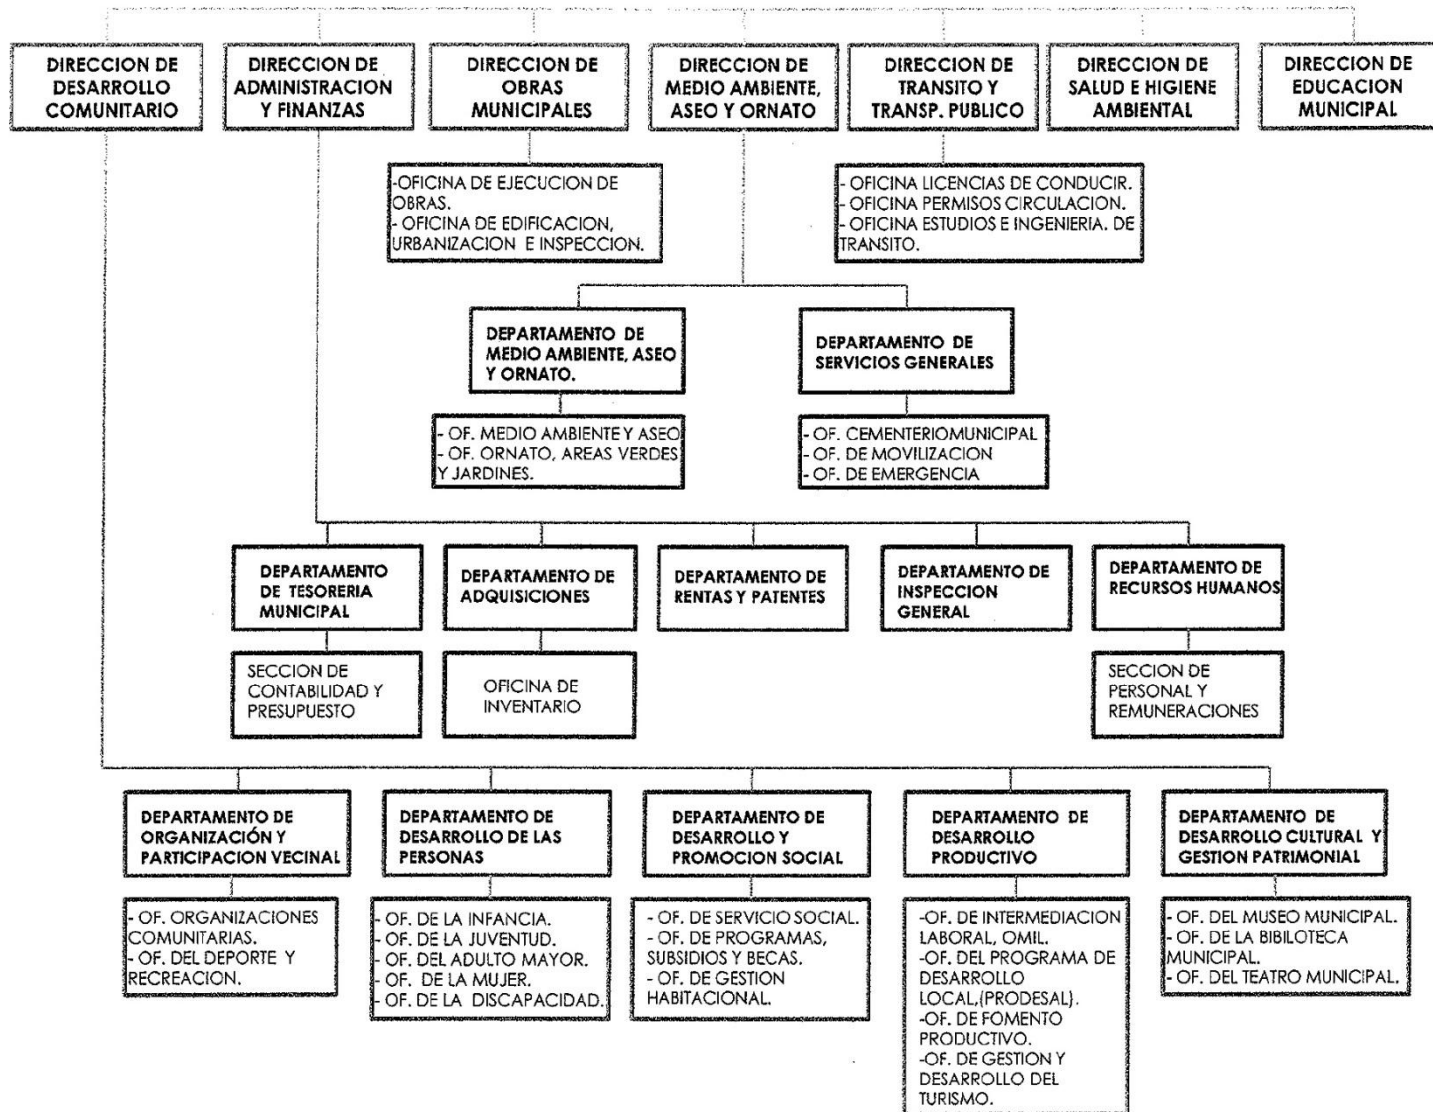 DIRECCION DE
DESARROLLO
COMUNITARIO
DIRECCION DE
ADMINISTRACION
Y FINANZAS
DIRECCION DE
OBRAS
MUNICIPALES
DIRECCION DE
MEDIO AMBIENTE,
ASEO Y ORNATO
DIRECCION DE
TRANSITO Y
TRANSP. PUBLICO
DIRECCION DE
SALUD E HIGIENE
AMBIENTAL
DIRECCION DE
EDUCACION
MUNICIPAL
-OFICINA DE EJECUCION DE
OBRAS.
- OFICINA DE EDIFICACION,
URBANIZACION E INSPECCION.
- OFICINA LICENCIAS DE CONDUCIR.
- OFICINA PERMISOS CIRCULACION.
- OFICINA ESTUDIOS E INGENIERIA. DE
TRANSITO.
DEPARTAMENTO DE
MEDIO AMBIENTE, ASEO
Y ORNATO.
DEPARTAMENTO DE
SERVICIOS GENERALES
- OF. MEDIO AMBIENTE Y ASEO
- OF. ORNATO, AREAS VERDES
Y JARDINES.
- OF. CEMENTERIOMUNICIPAL
- OF. DE MOVILIZACION
- OF. DE EMERGENCIA
DEPARTAMENTO
DE TESORERIA
MUNICIPAL
DEPARTAMENTO DE
ADQUISICIONES
DEPARTAMENTO DE
RENTAS Y PATENTES
DEPARTAMENTO DE
INSPECCION
GENERAL
DEPARTAMENTO DE
RECURSOS HUMANOS
SECCION DE
CONTABILIDAD Y
PRESUPUESTO
OFICINA DE
INVENTARIO
SECCION DE
PERSONAL Y
REMUNERACIONES
DEPARTAMENTO DE
ORGANIZACIÓN Y
PARTICIPACION VECINAL
DEPARTAMENTO DE
DESARROLLO DE LAS
PERSONAS
DEPARTAMENTO DE
DESARROLLO Y
PROMOCION SOCIAL
DEPARTAMENTO DE
DESARROLLO
PRODUCTIVO
DEPARTAMENTO DE
DESARROLLO CULTURAL Y
GESTION PATRIMONIAL
- OF. ORGANIZACIONES
COMUNITARIAS.
- OF. DEL DEPORTE Y
RECREACION.
- OF. DE LA INFANCIA.
- OF. DE LA JUVENTUD.
- OF. DEL ADULTO MAYOR.
- OF. DE LA MUJER.
- OF. DE LA DISCAPACIDAD.
- OF. DE SERVICIO SOCIAL.
- OF. DE PROGRAMAS,
SUBSIDIOS Y BECAS.
- OF. DE GESTION
HABITACIONAL.
-OF. DE INTERMEDIACION
LABORAL, OMIL.
-OF. DEL PROGRAMA DE
DESARROLLO
LOCAL,(PRODESAL).
-OF. DE FOMENTO
PRODUCTIVO.
-OF. DE GESTION Y
DESARROLLO DEL
TURISMO.
- OF. DEL MUSEO MUNICIPAL.
- OF. DE LA BIBILOTECA
MUNICIPAL.
- OF. DEL TEATRO MUNICIPAL.